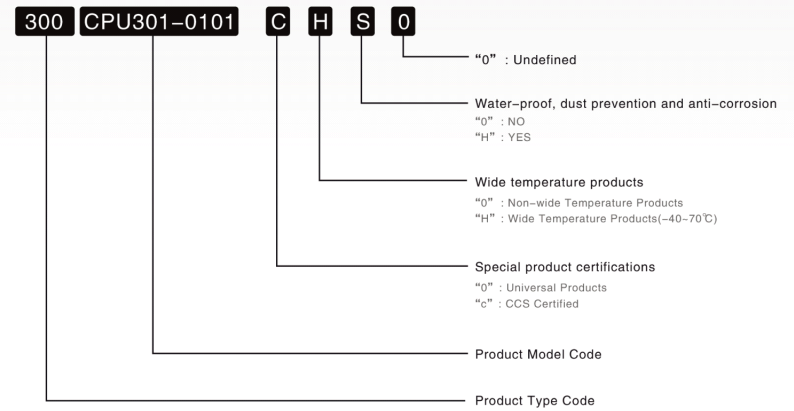 300 CPU301-0101 C H S 0
“0” : Undefined
Water-proof, dust prevention and anti-corrosion
“0” : NO
“H” : YES
Wide temperature products
“0” : Non-wide Temperature Products
“H” : Wide Temperature Products(-40~70℃)
Special product certifications
“0” : Universal Products
“c” : CCS Certified
Product Model Code
Product Type Code